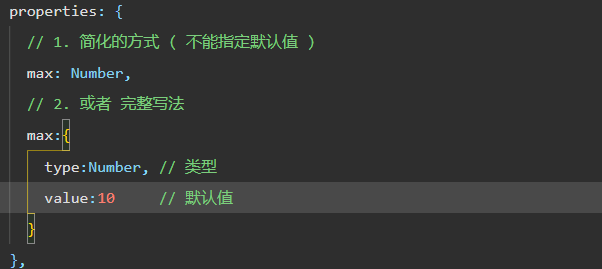 properties: {
// 1. 简化的方式 ( 不能指定默认值 )
max: Number,
// 2. 或者 完整写法
max:{
type:Number, // 类型
value:10 // 默认值
}
},